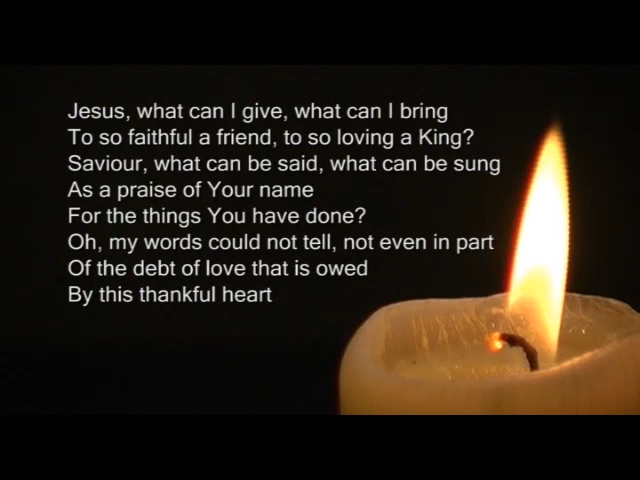 Jesus, what can I give, what can I bring
To so faithful a friend, to so loving a King?
Saviour, what can be said, what can be sung
As a praise of Your name
For the things You have done?
Oh, my words could not tell, not even in part
Of the debt of love that is owed
By this thankful heart